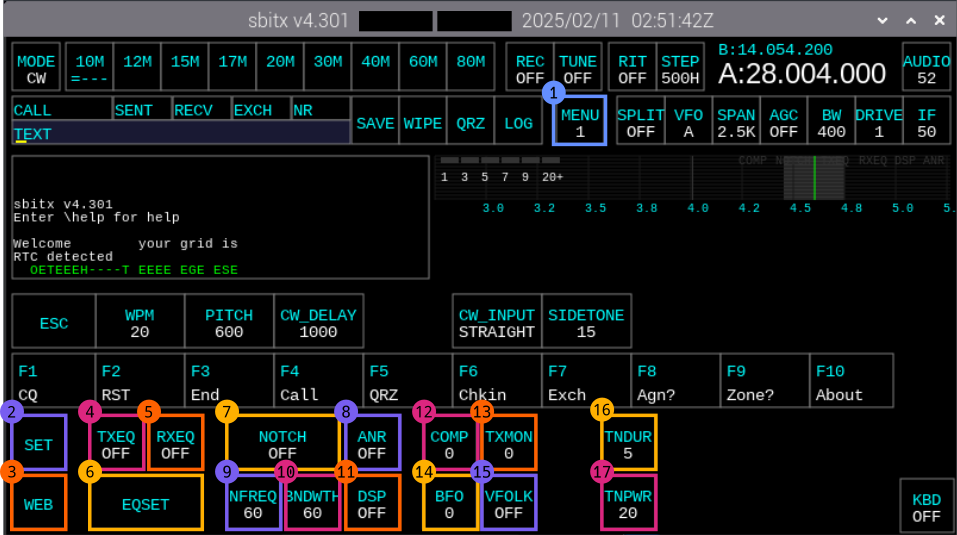 sbitx v4.301 2025/02/11 02:51:42Z
MODE 10M 12M 15M 17M 20M 30M 40M 60M 80M REC TUNE RIT STEP B:14.054.200 AUDIO
CW =--- OFF OFF OFF 500H A:28.004.000 52
1
CALL SENT RECV EXCH NR
TEXT
SAVE WIPE QRZ LOG
MENU SPLIT VFO SPAN AGC BW DRIVE IF
1 OFF A 2.5K OFF 400 1 50
RXEQ DSP ANR
1 3 5 7 9 20+
3.0 3.2 3.5 3.8 4.0 4.2 4.5 4.8 5.0 5.
sbitx v4.301
Enter \help for help
Welcome your grid is
RTC detected
OETEEEH----T EEEE EGE ESE
ESC WPM PITCH CW_DELAY CW_INPUT SIDETONE
20 600 1000 STRAIGHT 15
F1 F2 F3 F4 F5 F6 F7 F8 F9 F10
CQ RST End Call QRZ Chkin Exch Agn? Zone? About
2 4 5 7 8 12 13 16
SET TXEQ RXEQ NOTCH ANR COMP TXMON TNDUR
OFF OFF OFF OFF 0 0 5
3 6 9 10 11 14 15 17
WEB EQSET NFREQ BNDWTH DSP BFO VFOLK TNPWR KBD
60 60 OFF 0 OFF 20 OFF